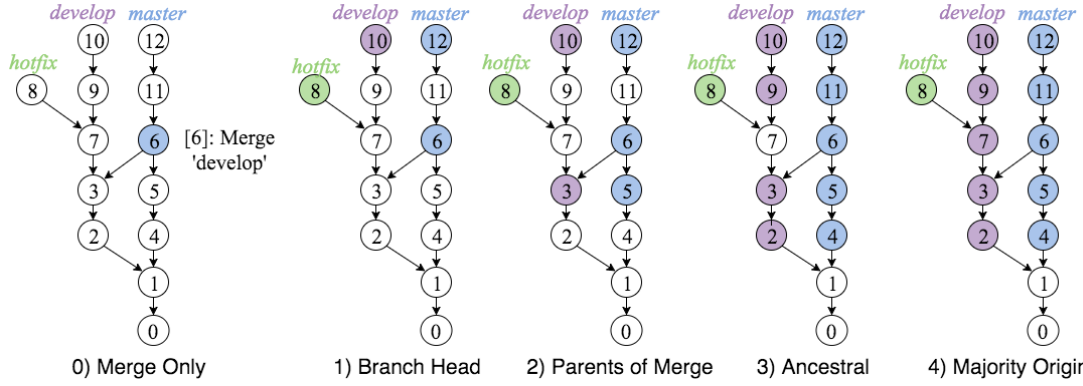 develop master
10 12
hotfix
8 9 11
7 6 [6]: Merge
'develop'
3 5
2 4
1
0
0) Merge Only
develop master
10 12
hotfix
8 9 11
7 6
3 5
2 4
1
0
1) Branch Head
develop master
10 12
hotfix
8 9 11
7 6
3 5
2 4
1
0
2) Parents of Merge
develop master
10 12
hotfix
8 9 11
7 6
3 5
2 4
1
0
3) Ancestral
develop master
10 12
hotfix
8 9 11
7 6
3 5
2 4
1
0
4) Majority Origin